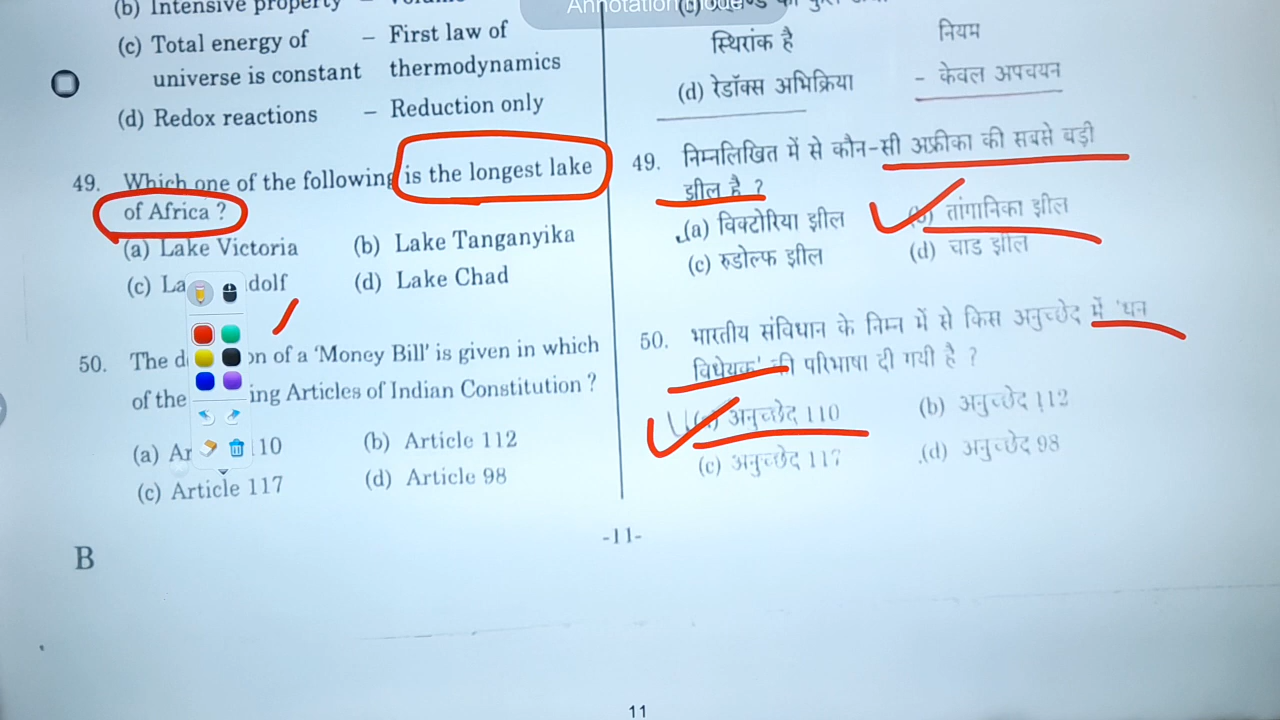 (b) Intensive property –
(c) Total energy of – First law of
universe is constant thermodynamics
(d) Redox reactions – Reduction only
49. Which one of the following is the longest lake
of Africa ?
(a) Lake Victoria (b) Lake Tanganyika
(c) La dolf (d) Lake Chad
50. The d on of a ‘Money Bill’ is given in which
of the ing Articles of Indian Constitution ?
(a) Ar 10 (b) Article 112
(c) Article 117 (d) Article 98
B
Annotation mode
स्थिरांक है नियम
(d) रेडॉक्स अभिक्रिया – केवल अपचयन
49. निम्नलिखित में से कौन-सी अफ्रीका की सबसे बड़ी
झील है ?
(a) विक्टोरिया झील (b) तांगानिका झील
(c) रुडोल्फ झील (d) चाड झील
50. भारतीय संविधान के निम्न में से किस अनुच्छेद में 'धन
विधेयक' की परिभाषा दी गयी है ?
(a) अनुच्छेद 110 (b) अनुच्छेद 112
(c) अनुच्छेद 117 (d) अनुच्छेद 98
-11-
11